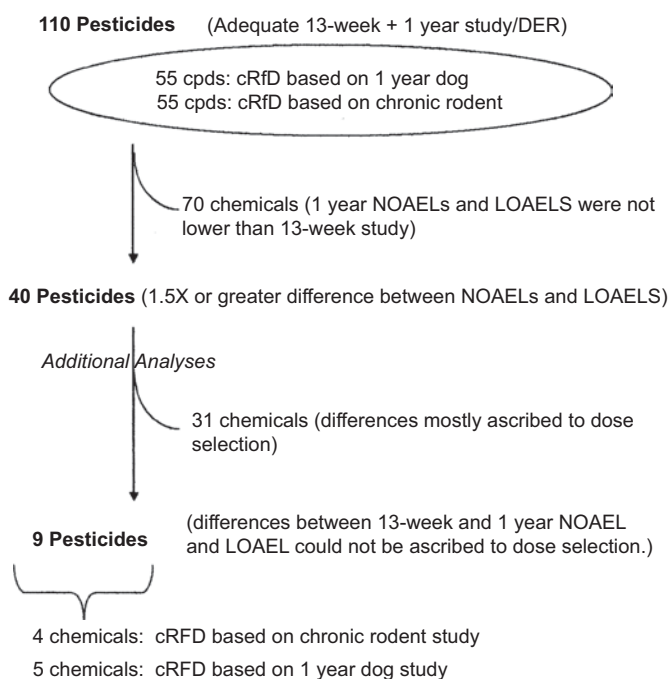 110 Pesticides (Adequate 13-week + 1 year study/DER)
55 cpds: cRfD based on 1 year dog
55 cpds: cRfD based on chronic rodent
70 chemicals (1 year NOAELs and LOAELS were not
lower than 13-week study)
40 Pesticides (1.5X or greater difference between NOAELs and LOAELS)
Additional Analyses
31 chemicals (differences mostly ascribed to dose
selection)
9 Pesticides (differences between 13-week and 1 year NOAEL
and LOAEL could not be ascribed to dose selection.)
4 chemicals: cRFD based on chronic rodent study
5 chemicals: cRFD based on 1 year dog study